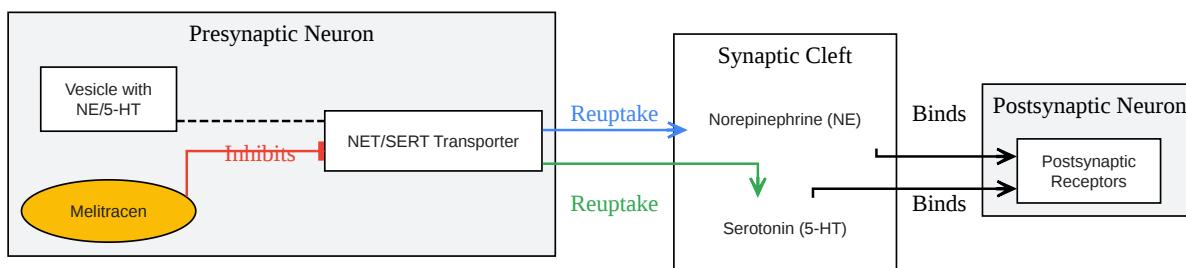 Presynaptic Neuron
Vesicle with
NE/5-HT
Inhibits
NET/SERT Transporter
Melitracen
Reuptake
Reuptake
Synaptic Cleft
Norepinephrine (NE)
Serotonin (5-HT)
Binds
Binds
Postsynaptic Neuron
Postsynaptic
Receptors